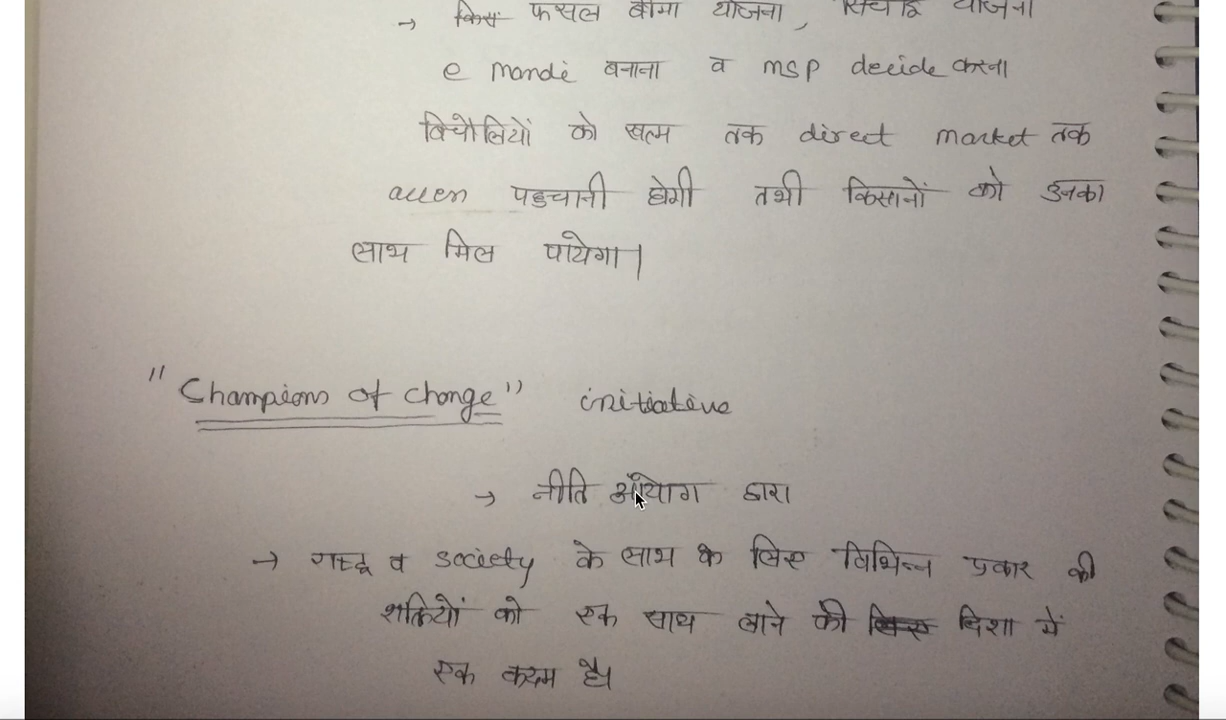 → फसल बीमा योजना, सिंचाई योजना
e mandi बनाना व msp decide करना
बिचौलियों को खत्म तक direct market तक
access पहुचानी होगी तभी किसानों को उनका
लाभ मिल पायेगा।
"Champions of change" initiative
→ नीति आयोग द्वारा
→ राष्ट्र व society के लाभ के लिए विभिन्न प्रकार की
शक्तियों को एक साथ लाने की दिशा में
एक कदम है।